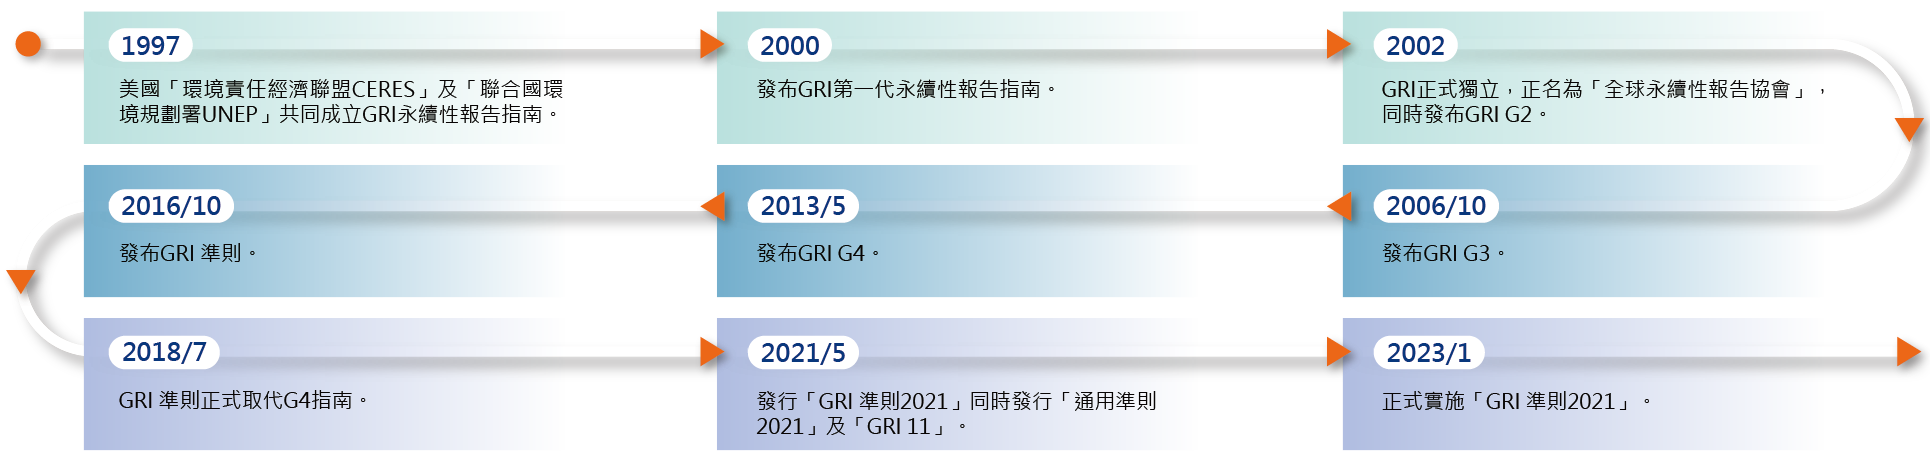 1997
美國「環境責任經濟聯盟CERES」及「聯合國環
境規劃署UNEP」共同成立GRI永續性報告指南。
2000
發布GRI第一代永續性報告指南。
2002
GRI正式獨立，正名為「全球永續性報告協會」，
同時發布GRI G2。
2006/10
發布GRI G3。
2013/5
發布GRI G4。
2016/10
發布GRI 準則。
2018/7
GRI 準則正式取代G4指南。
2021/5
發行「GRI 準則2021」同時發行「通用準則
2021」及「GRI 11」。
2023/1
正式實施「GRI 準則2021」。